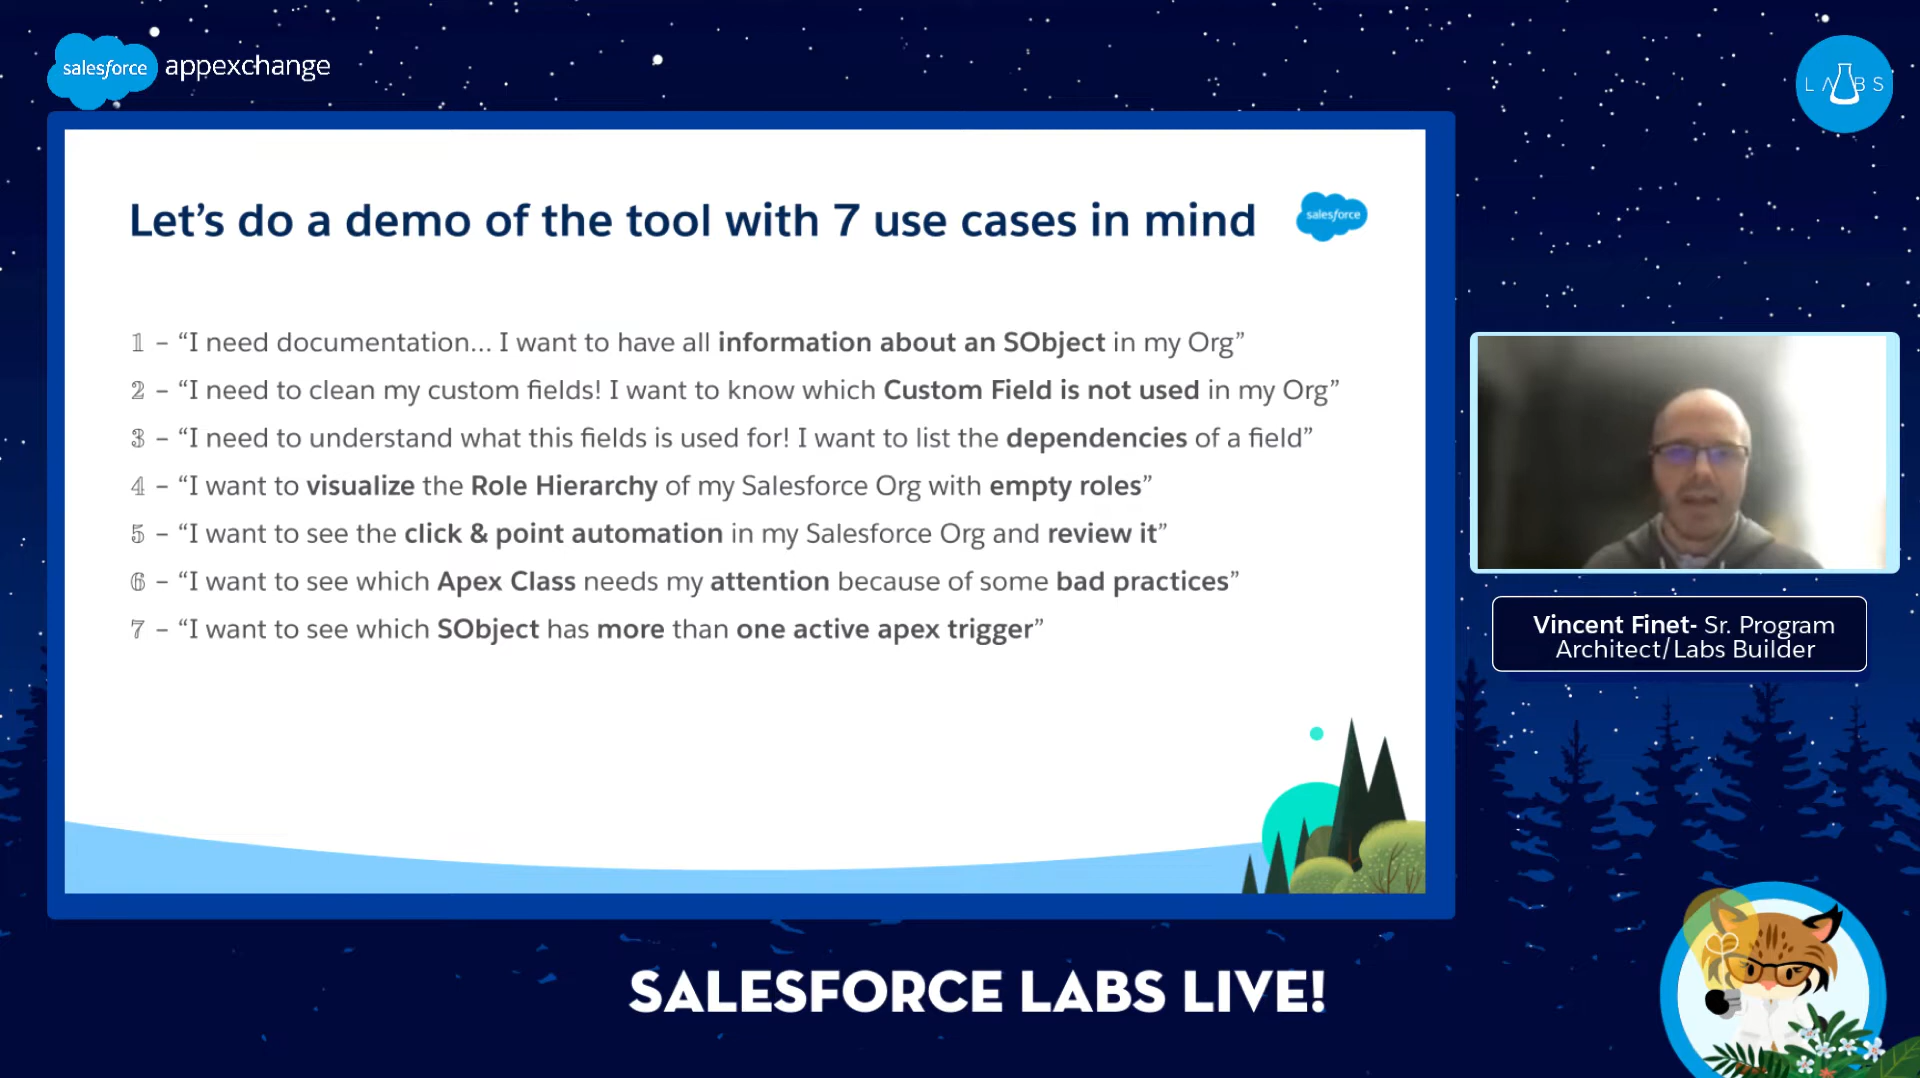 salesforce appexchange
LABS
Let’s do a demo of the tool with 7 use cases in mind
salesforce
1 – “I need documentation... I want to have all information about an SObject in my Org”
2 – “I need to clean my custom fields! I want to know which Custom Field is not used in my Org”
3 – “I need to understand what this fields is used for! I want to list the dependencies of a field”
4 – “I want to visualize the Role Hierarchy of my Salesforce Org with empty roles”
5 – “I want to see the click & point automation in my Salesforce Org and review it”
6 – “I want to see which Apex Class needs my attention because of some bad practices”
7 – “I want to see which SObject has more than one active apex trigger”
Vincent Finet- Sr. Program
Architect/Labs Builder
SALESFORCE LABS LIVE!